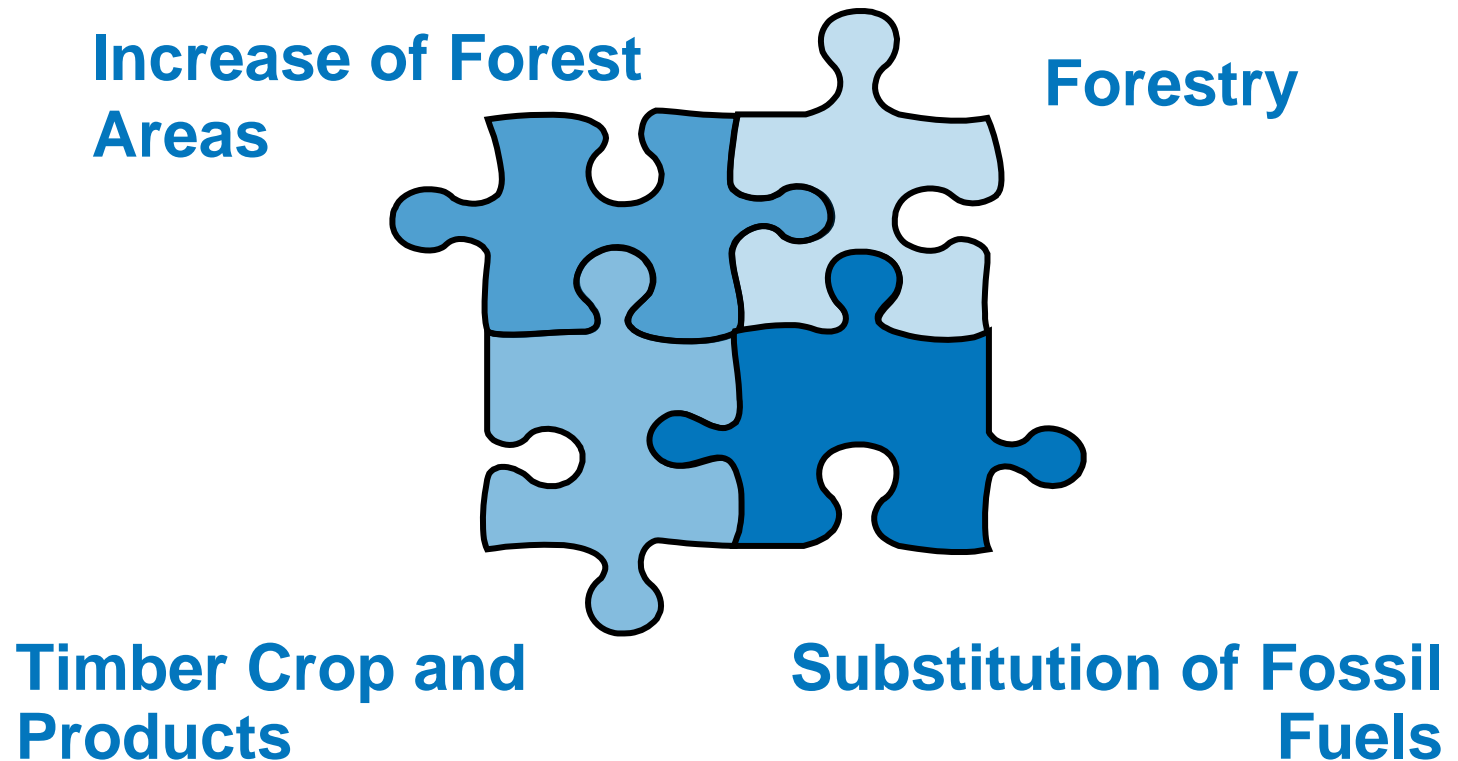 Increase of Forest
Areas
Forestry
Timber Crop and
Products
Substitution of Fossil
Fuels